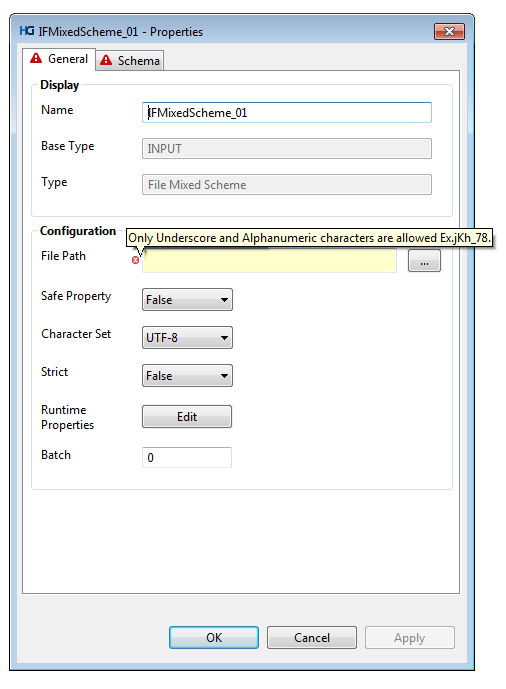 HG IFMixedScheme_01 - Properties
General
Schema
Display
Name
IFMixedScheme_01
Base Type
INPUT
Type
File Mixed Scheme
Configuration
Only Underscore and Alphanumeric characters are allowed Ex.jKh_78.
File Path
...
Safe Property
False
Character Set
UTF-8
Strict
False
Runtime
Properties
Edit
Batch
0
OK
Cancel
Apply